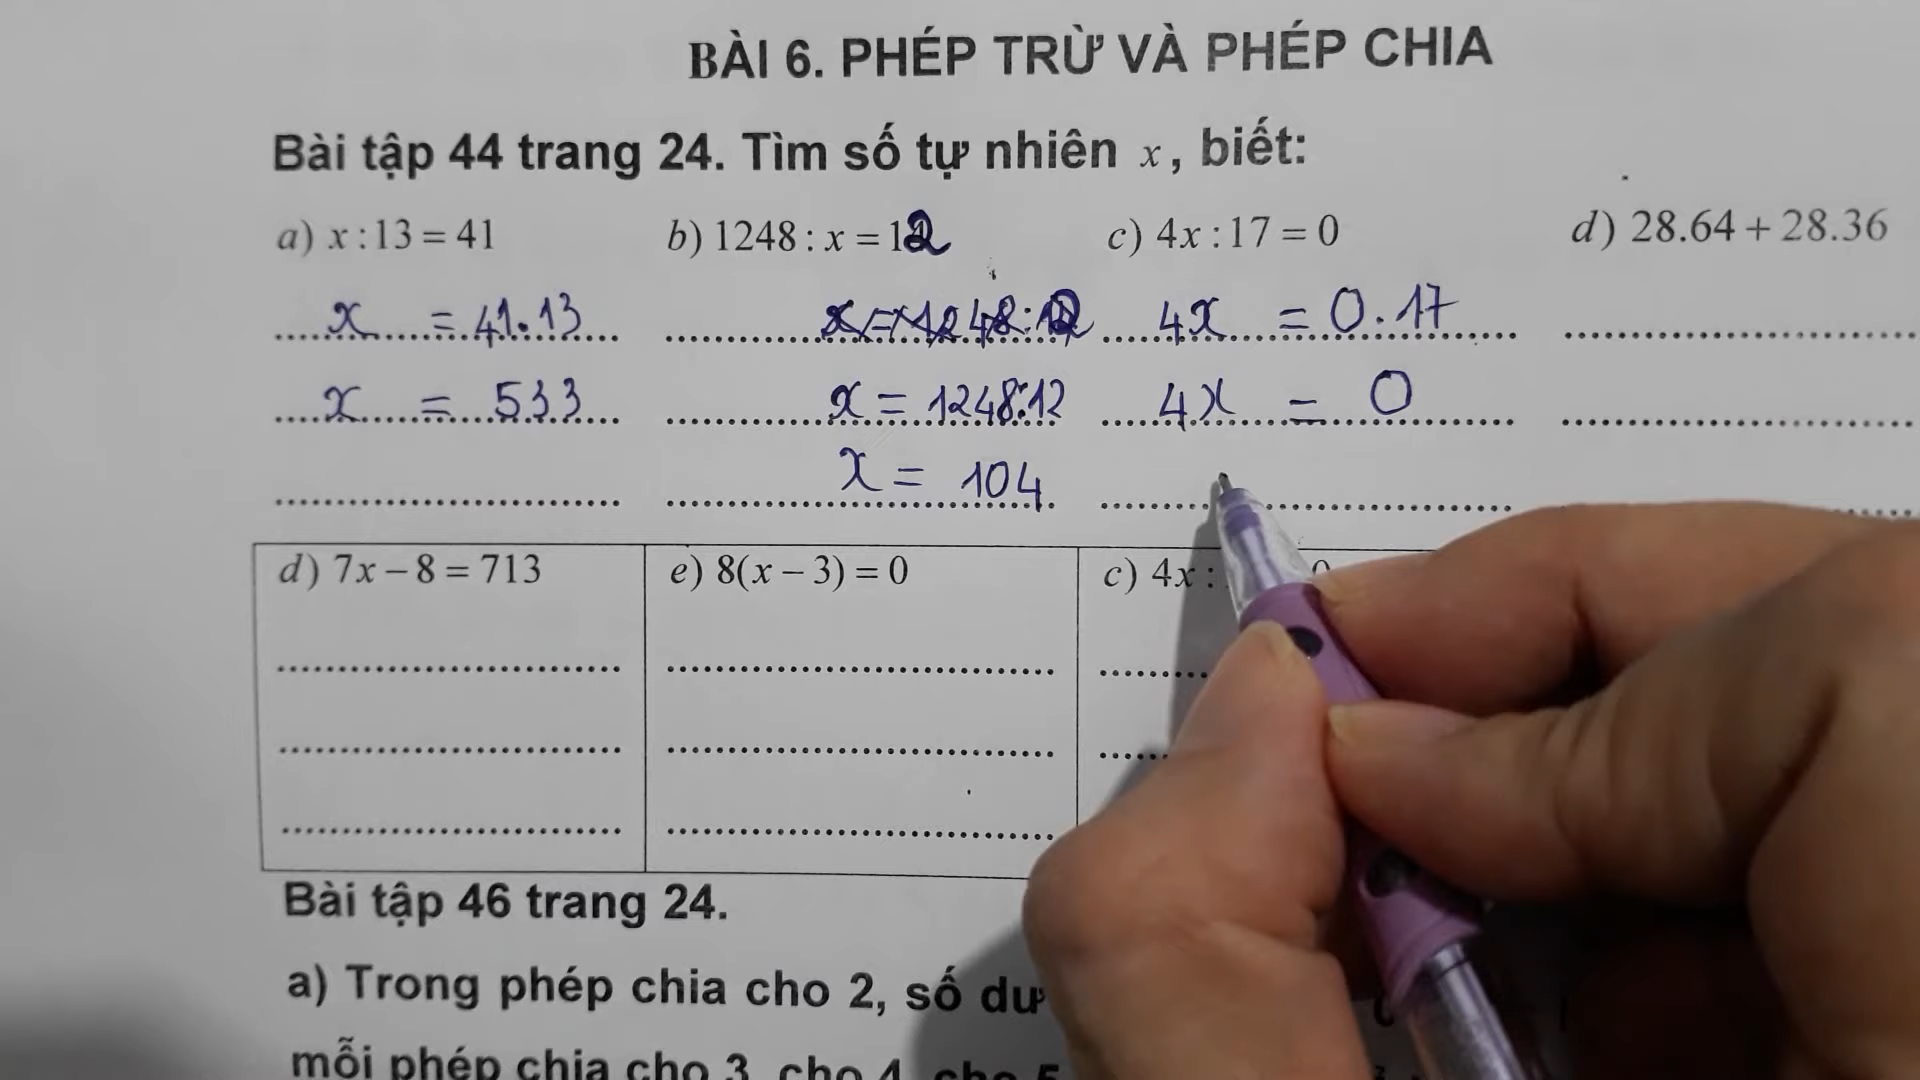 BÀI 6. PHÉP TRỪ VÀ PHÉP CHIA
Bài tập 44 trang 24. Tìm số tự nhiên x, biết:
a) x : 13 = 41
b) 1248 : x = 12
c) 4x : 17 = 0
d) 28.64 + 28.36
x = 41.13
4x = 0.17
x = 533
x = 1248:12
4x = 0
x = 104
d) 7x − 8 = 713
e) 8(x − 3) = 0
c) 4x :
Bài tập 46 trang 24.
a) Trong phép chia cho 2, số dư
mỗi phép chia cho 3, cho 4, cho 5